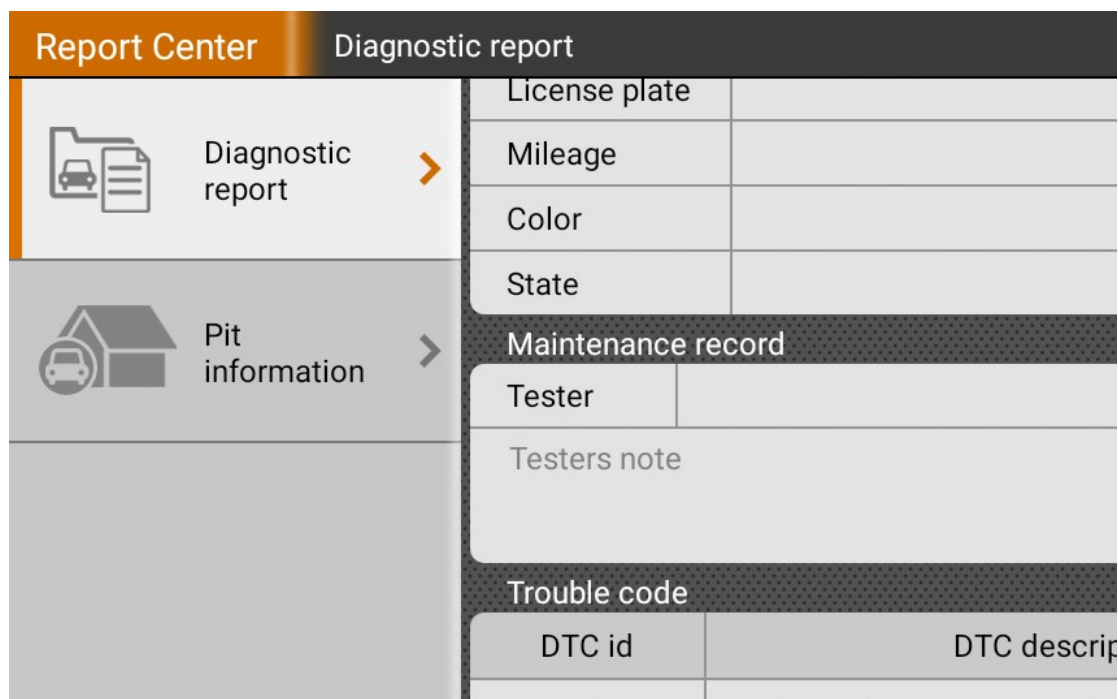 Report Center
Diagnostic report
Diagnostic
report
Pit
information
License plate
Mileage
Color
State
Maintenance record
Tester
Testers note
Trouble code
DTC id
DTC descrip